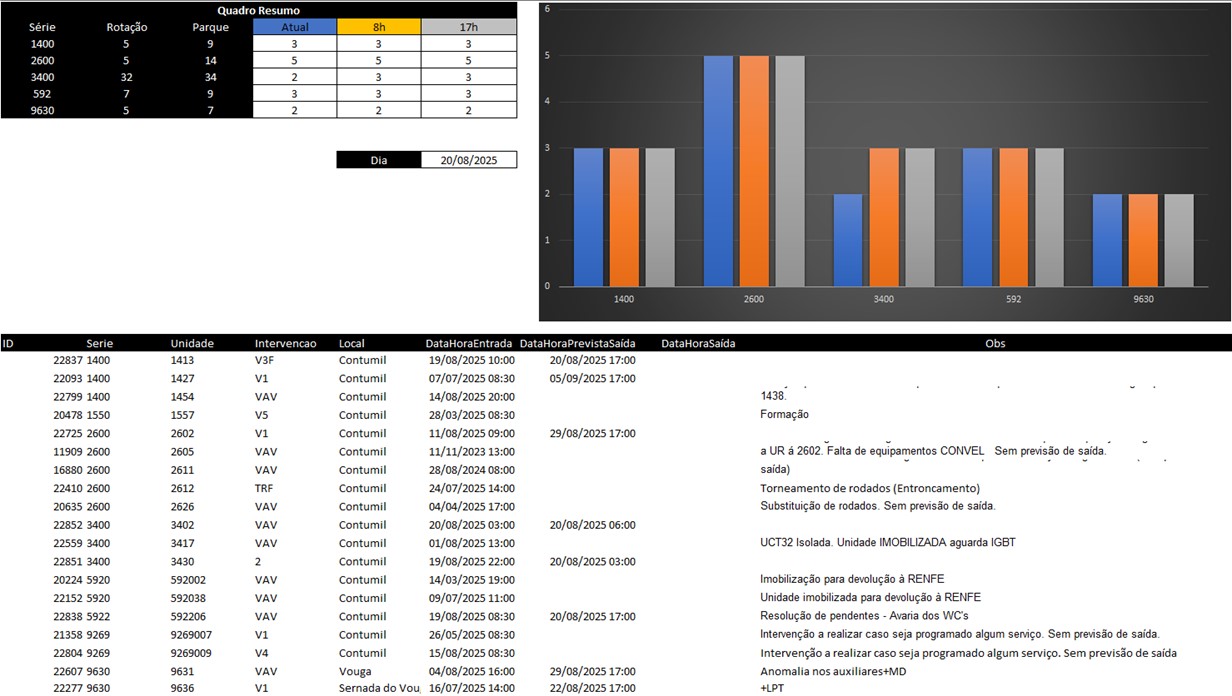 Quadro Resumo
Série Rotação Parque Atual 8h 17h
1400 5 9 3 3 3
2600 5 14 5 5 5
3400 32 34 2 3 3
592 7 9 3 3 3
9630 5 7 2 2 2
Dia 20/08/2025
6
5
4
3
2
1
0
1400 2600 3400 592 9630
ID Serie Unidade Intervencao Local DataHoraEntrada DataHoraPrevistaSaída DataHoraSaída Obs
22837 1400 1413 V3F Contumil 19/08/2025 10:00 20/08/2025 17:00
22093 1400 1427 V1 Contumil 07/07/2025 08:30 05/09/2025 17:00
22799 1400 1454 VAV Contumil 14/08/2025 20:00 1438.
20478 1550 1557 V5 Contumil 28/03/2025 08:30 Formação
22725 2600 2602 V1 Contumil 11/08/2025 09:00 29/08/2025 17:00
11909 2600 2605 VAV Contumil 11/11/2023 13:00 a UR á 2602. Falta de equipamentos CONVEL Sem previsão de saída.
16880 2600 2611 VAV Contumil 28/08/2024 08:00 saída)
22410 2600 2612 TRF Contumil 24/07/2025 14:00 Torneamento de rodados (Entroncamento)
20635 2600 2626 VAV Contumil 04/04/2025 17:00 Substituição de rodados. Sem previsão de saída.
22852 3400 3402 VAV Contumil 20/08/2025 03:00 20/08/2025 06:00
22559 3400 3417 VAV Contumil 01/08/2025 13:00 UCT32 Isolada. Unidade IMOBILIZADA aguarda IGBT
22851 3400 3430 2 Contumil 19/08/2025 22:00 20/08/2025 03:00
20224 5920 592002 VAV Contumil 14/03/2025 19:00 Imobilização para devolução à RENFE
22152 5920 592038 VAV Contumil 09/07/2025 11:00 Unidade imobilizada para devolução à RENFE
22838 5922 592206 VAV Contumil 19/08/2025 08:30 20/08/2025 17:00 Resolução de pendentes - Avaria dos WC's
21358 9269 9269007 V1 Contumil 26/05/2025 08:30 Intervenção a realizar caso seja programado algum serviço. Sem previsão de saída.
22804 9269 9269009 V4 Contumil 15/08/2025 08:30 Intervenção a realizar caso seja programado algum serviço. Sem previsão de saída
22607 9630 9631 VAV Vouga 04/08/2025 16:00 29/08/2025 17:00 Anomalia nos auxiliares+MD
22277 9630 9636 V1 Sernada do Vou 16/07/2025 14:00 22/08/2025 17:00 +LPT